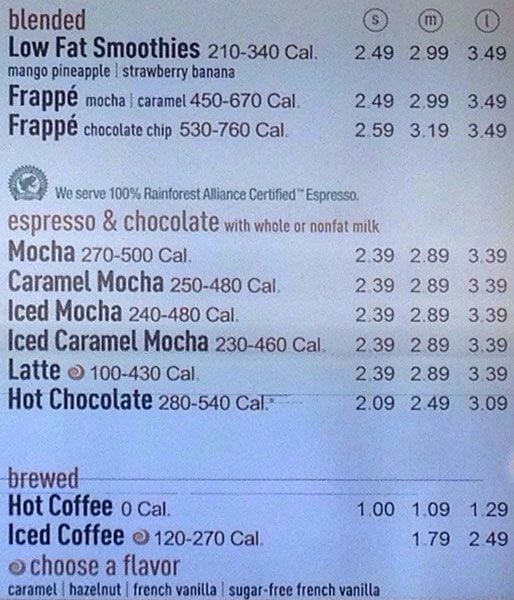 blended s m l
Low Fat Smoothies 210-340 Cal. 2.49 2.99 3.49
mango pineapple | strawberry banana
Frappé mocha | caramel 450-670 Cal. 2.49 2.99 3.49
Frappé chocolate chip 530-760 Cal. 2.59 3.19 3.49
We serve 100% Rainforest Alliance Certified™ Espresso.
espresso & chocolate with whole or nonfat milk
Mocha 270-500 Cal. 2.39 2.89 3.39
Caramel Mocha 250-480 Cal. 2.39 2.89 3.39
Iced Mocha 240-480 Cal. 2.39 2.89 3.39
Iced Caramel Mocha 230-460 Cal. 2.39 2.89 3.39
Latte 100-430 Cal. 2.39 2.89 3.39
Hot Chocolate 280-540 Cal. 2.09 2.49 3.09
brewed
Hot Coffee 0 Cal. 1.00 1.09 1.29
Iced Coffee 120-270 Cal. 1.79 2.49
choose a flavor
caramel | hazelnut | french vanilla | sugar-free french vanilla